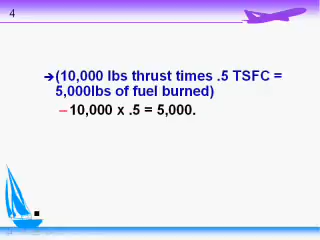 4
➔(10,000 lbs thrust times .5 TSFC =
5,000lbs of fuel burned)
–10,000 x .5 = 5,000.
.